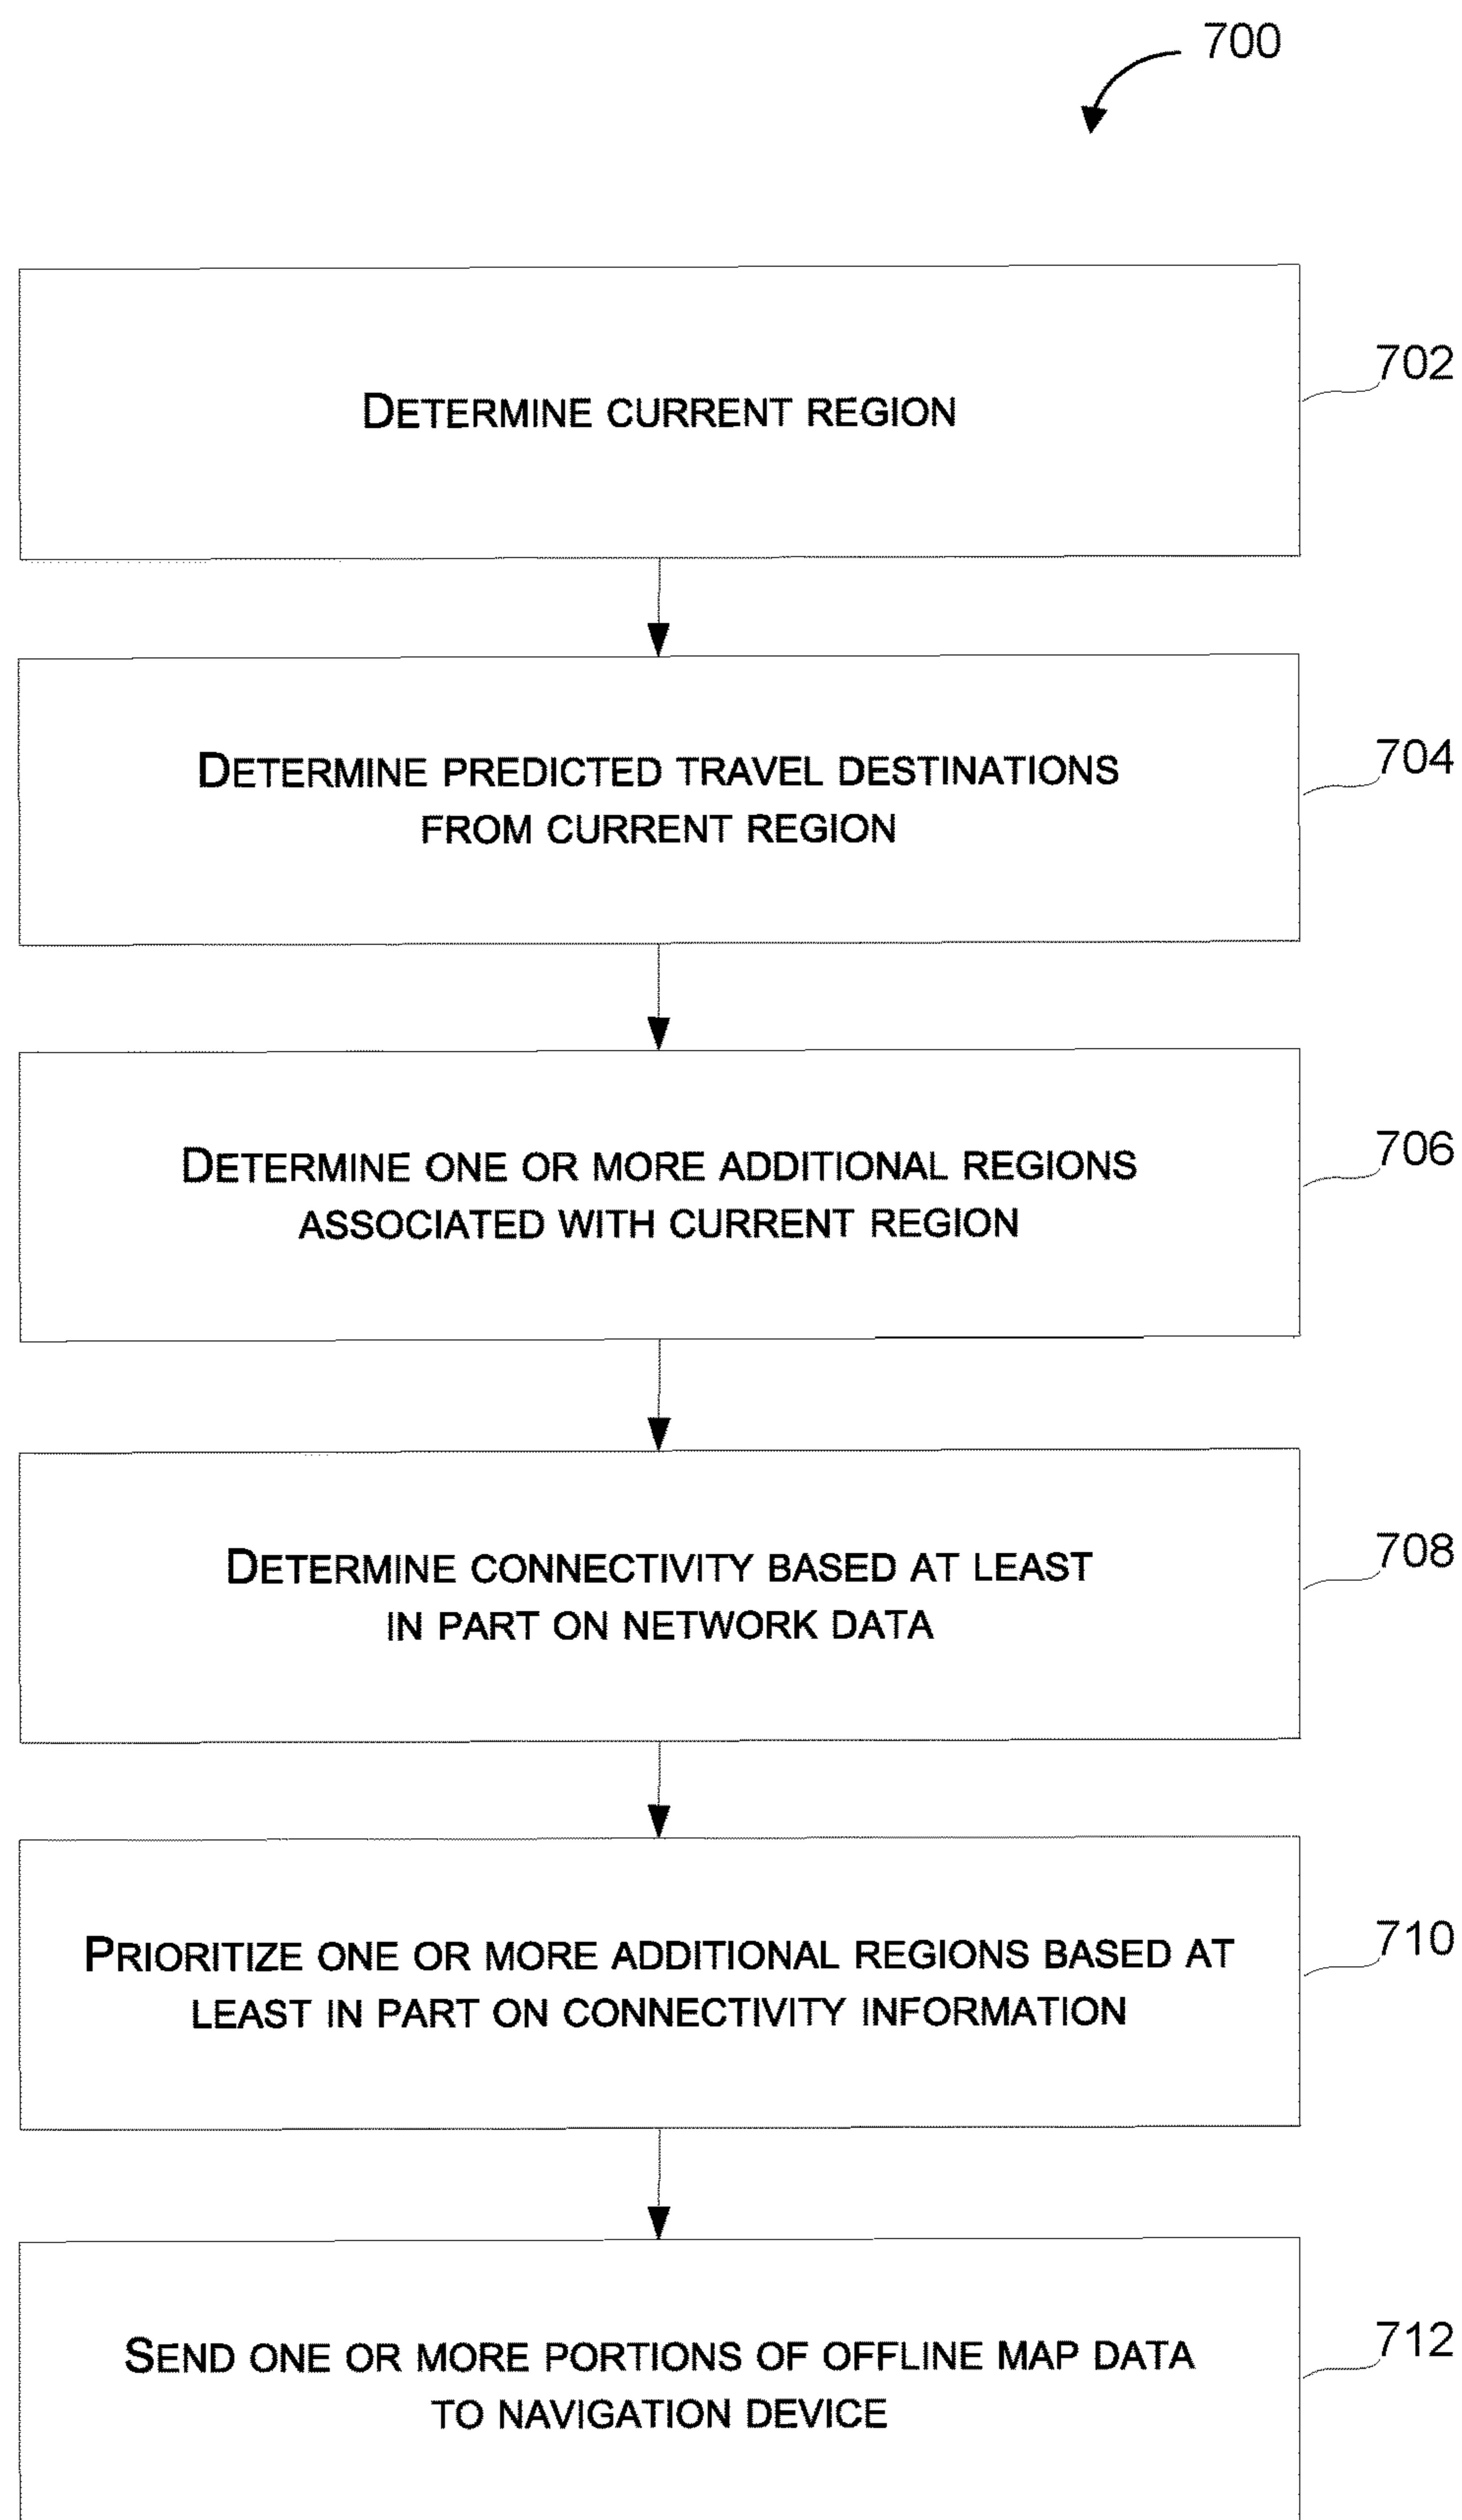 700
DETERMINE CURRENT REGION
702
DETERMINE PREDICTED TRAVEL DESTINATIONS
FROM CURRENT REGION
704
DETERMINE ONE OR MORE ADDITIONAL REGIONS
ASSOCIATED WITH CURRENT REGION
706
DETERMINE CONNECTIVITY BASED AT LEAST
IN PART ON NETWORK DATA
708
PRIORITIZE ONE OR MORE ADDITIONAL REGIONS BASED AT
LEAST IN PART ON CONNECTIVITY INFORMATION
710
SEND ONE OR MORE PORTIONS OF OFFLINE MAP DATA
TO NAVIGATION DEVICE
712